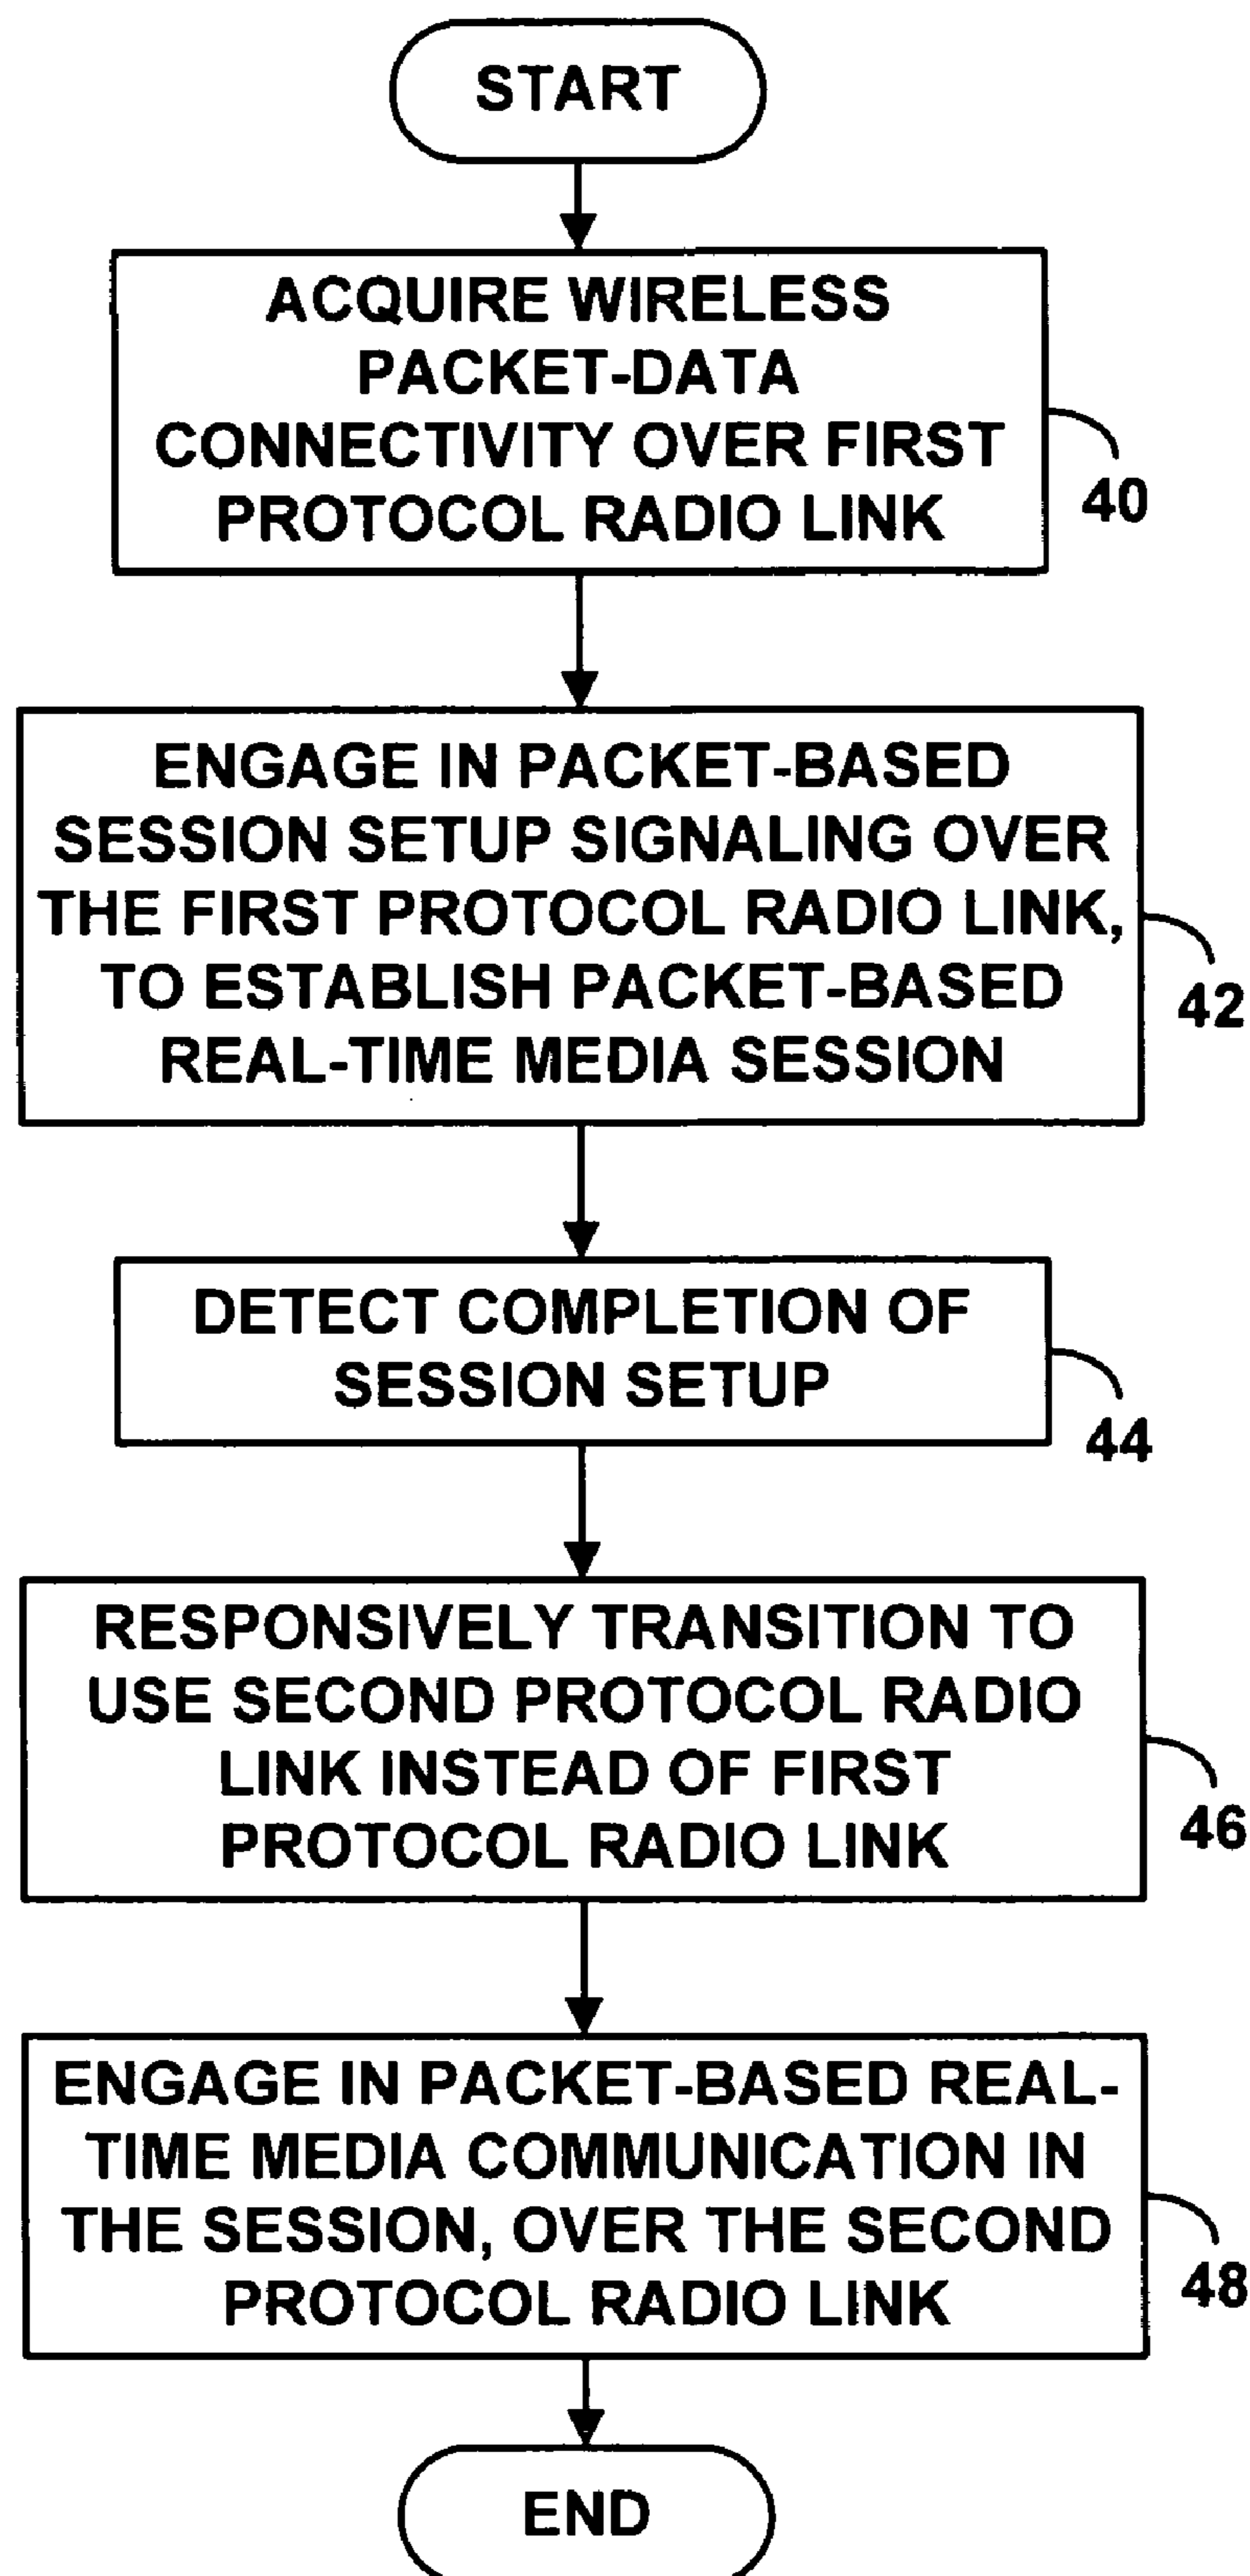 START
ACQUIRE WIRELESS
PACKET-DATA
CONNECTIVITY OVER FIRST
PROTOCOL RADIO LINK
40
ENGAGE IN PACKET-BASED
SESSION SETUP SIGNALING OVER
THE FIRST PROTOCOL RADIO LINK,
TO ESTABLISH PACKET-BASED
REAL-TIME MEDIA SESSION
42
DETECT COMPLETION OF
SESSION SETUP
44
RESPONSIVELY TRANSITION TO
USE SECOND PROTOCOL RADIO
LINK INSTEAD OF FIRST
PROTOCOL RADIO LINK
46
ENGAGE IN PACKET-BASED REAL-
TIME MEDIA COMMUNICATION IN
THE SESSION, OVER THE SECOND
PROTOCOL RADIO LINK
48
END